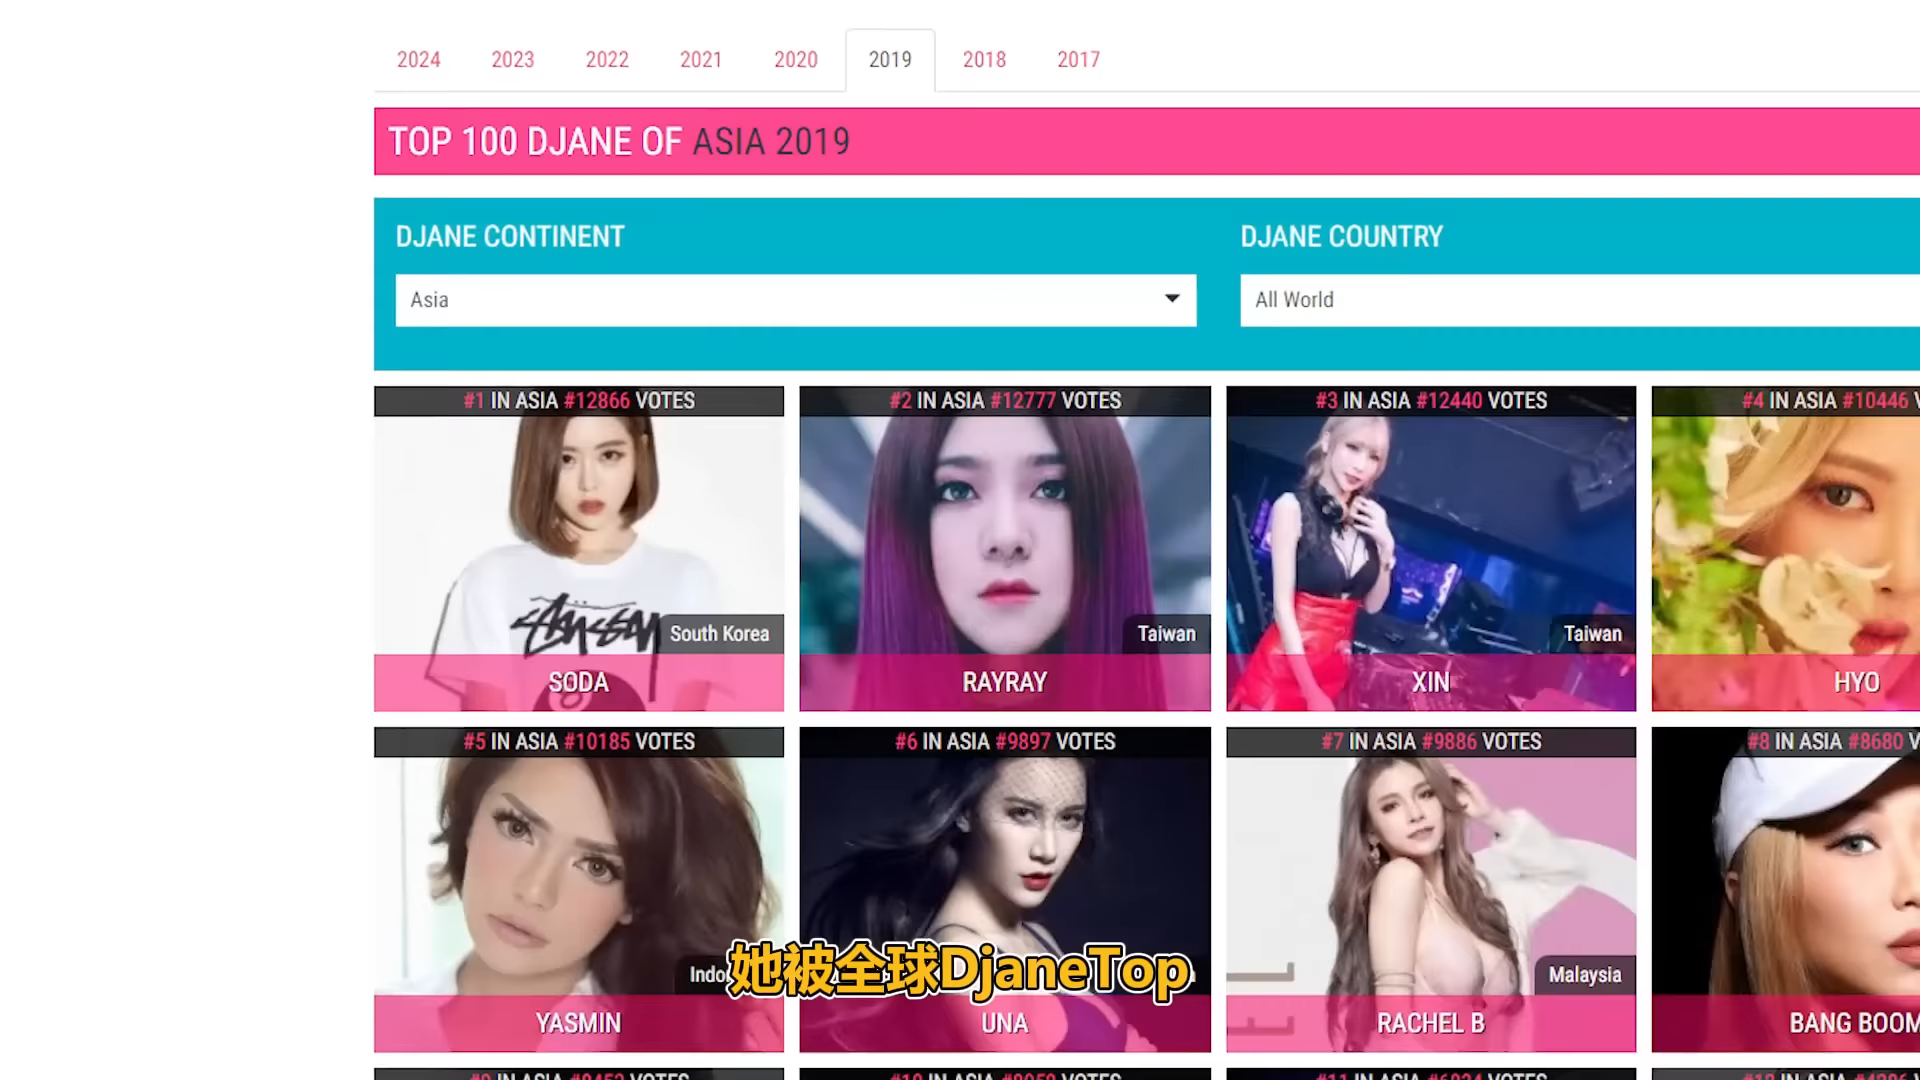 2024 2023 2022 2021 2020 2019 2018 2017
TOP 100 DJANE OF ASIA 2019
DJANE CONTINENT
DJANE COUNTRY
Asia
All World
#1 IN ASIA #12866 VOTES
South Korea
SODA
#2 IN ASIA #12777 VOTES
Taiwan
RAYRAY
#3 IN ASIA #12440 VOTES
Taiwan
XIN
#4 IN ASIA #10446 V
HYO
#5 IN ASIA #10185 VOTES
Indo
YASMIN
#6 IN ASIA #9897 VOTES
UNA
#7 IN ASIA #9886 VOTES
Malaysia
RACHEL B
#8 IN ASIA #8680 V
BANG BOOM
她被全球DjaneTop